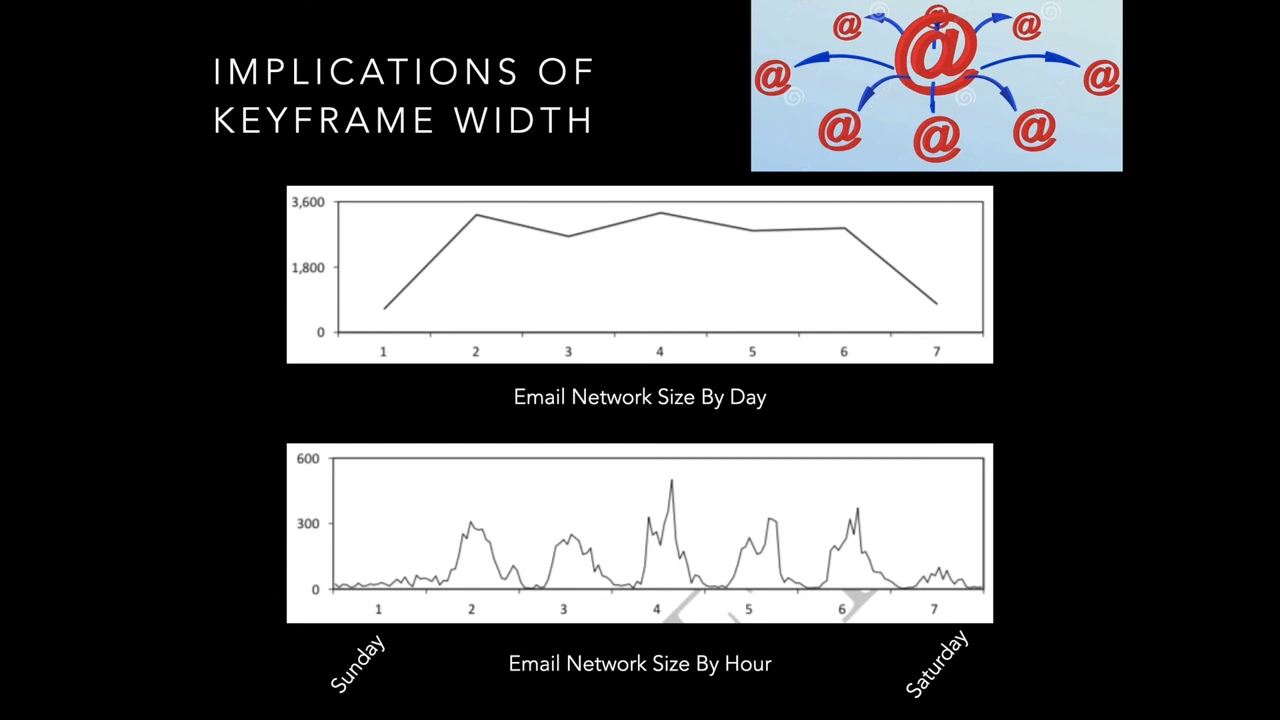 IMPLICATIONS OF
KEYFRAME WIDTH
@ @ @
@ @ @
@ @ @
3,600
1,800
0
1 2 3 4 5 6 7
Email Network Size By Day
600
300
0
1 2 3 4 5 6 7
Sunday
Email Network Size By Hour
Saturday